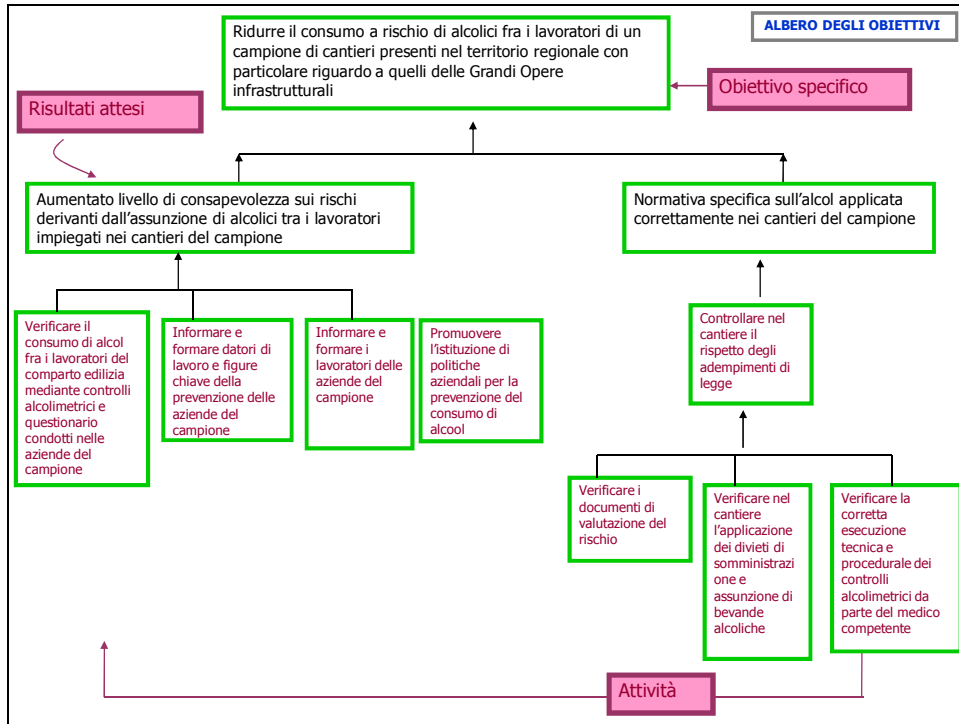 ALBERO DEGLI OBIETTIVI
Ridurre il consumo a rischio di alcolici fra i lavoratori di un
campione di cantieri presenti nel territorio regionale con
particolare riguardo a quelli delle Grandi Opere
infrastrutturali
Obiettivo specifico
Risultati attesi
Aumentato livello di consapevolezza sui rischi
derivanti dall'assunzione di alcolici tra i lavoratori
impiegati nei cantieri del campione
Normativa specifica sull'alcol applicata
correttamente nei cantieri del campione
Verificare il
consumo di alcol
fra i lavoratori del
comparto edilizia
mediante controlli
alcolimetrici e
questionario
condotti nelle
aziende del
campione
Informare e
formare datori di
lavoro e figure
chiave della
prevenzione delle
aziende del
campione
Informare e
formare i
lavoratori delle
aziende del
campione
Promuovere
l'istituzione di
politiche
aziendali per la
prevenzione del
consumo di
alcool
Controllare nel
cantiere il
rispetto degli
adempimenti di
legge
Verificare i
documenti di
valutazione del
rischio
Verificare nel
cantiere
l'applicazione
dei divieti di
somministrazi
one e
assunzione di
bevande
alcoliche
Verificare la
corretta
esecuzione
tecnica e
procedurale dei
controlli
alcolimetrici da
parte del medico
competente
Attività